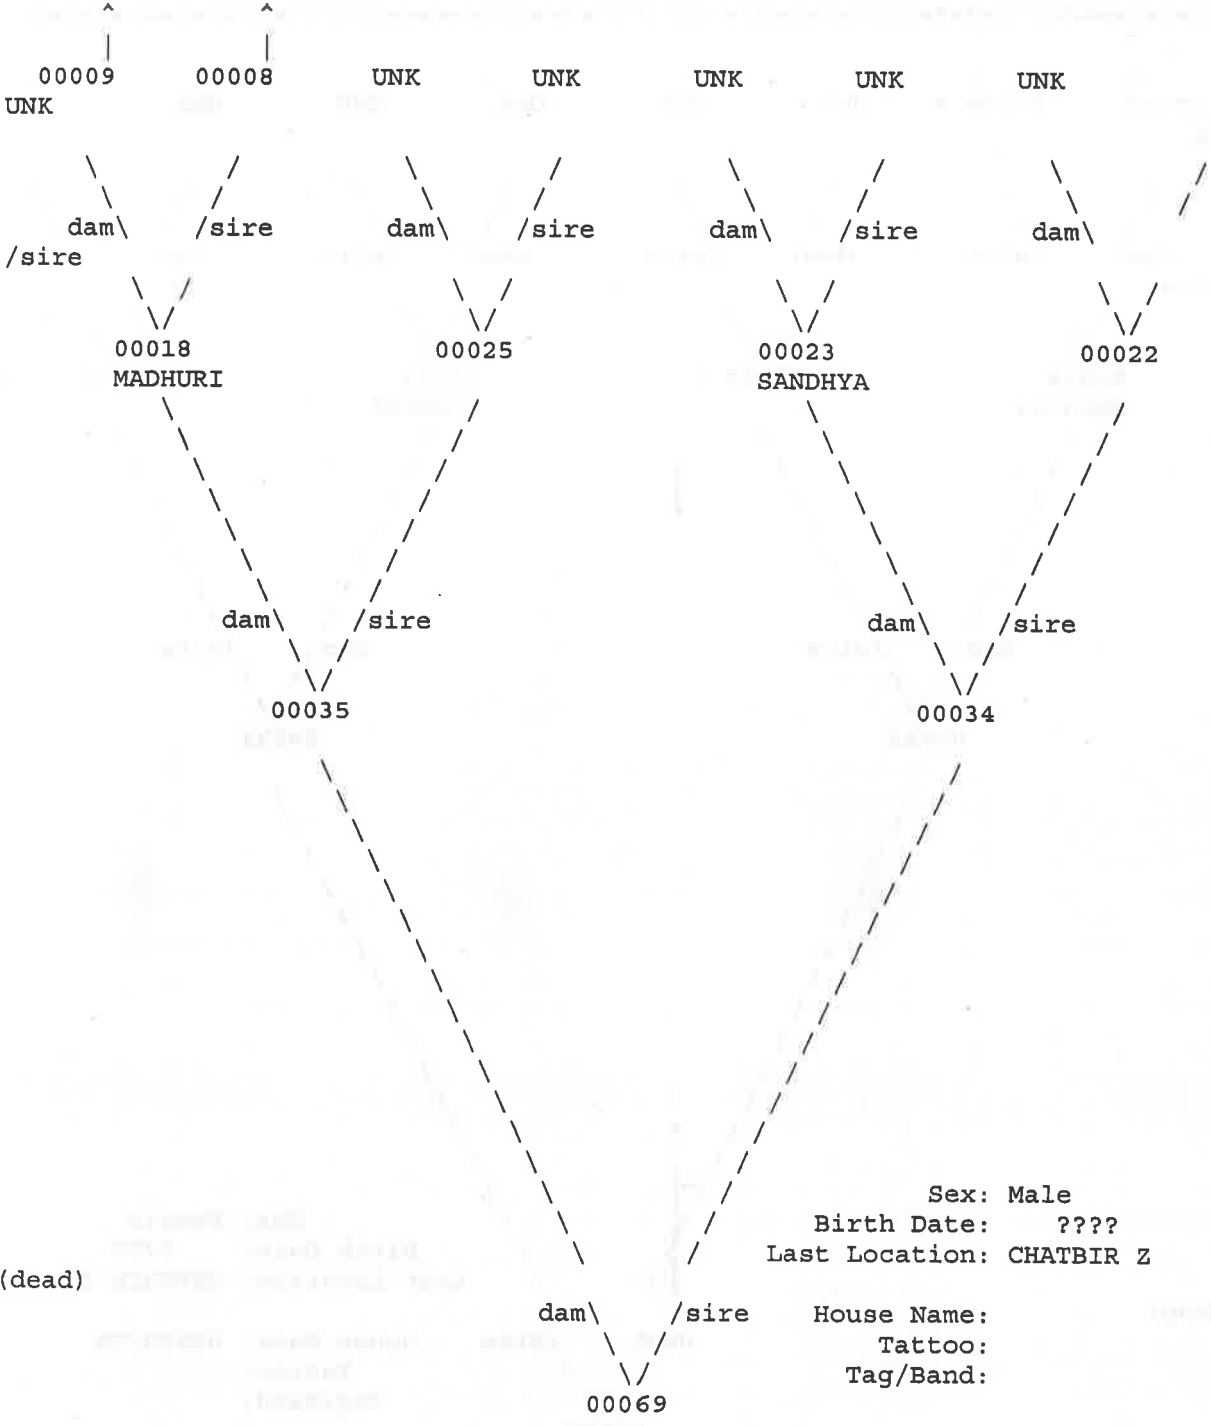 00009 00008 UNK UNK UNK UNK UNK
UNK
dam\ /sire dam\ /sire dam\ /sire dam\
/sire
00018 00025 00023 00022
MADHURI SANDHYA
dam\ /sire dam\ /sire
00035 00034
Sex: Male
Birth Date: ????
Last Location: CHATBIR Z
(dead)
dam\ /sire House Name:
Tattoo:
Tag/Band:
00069